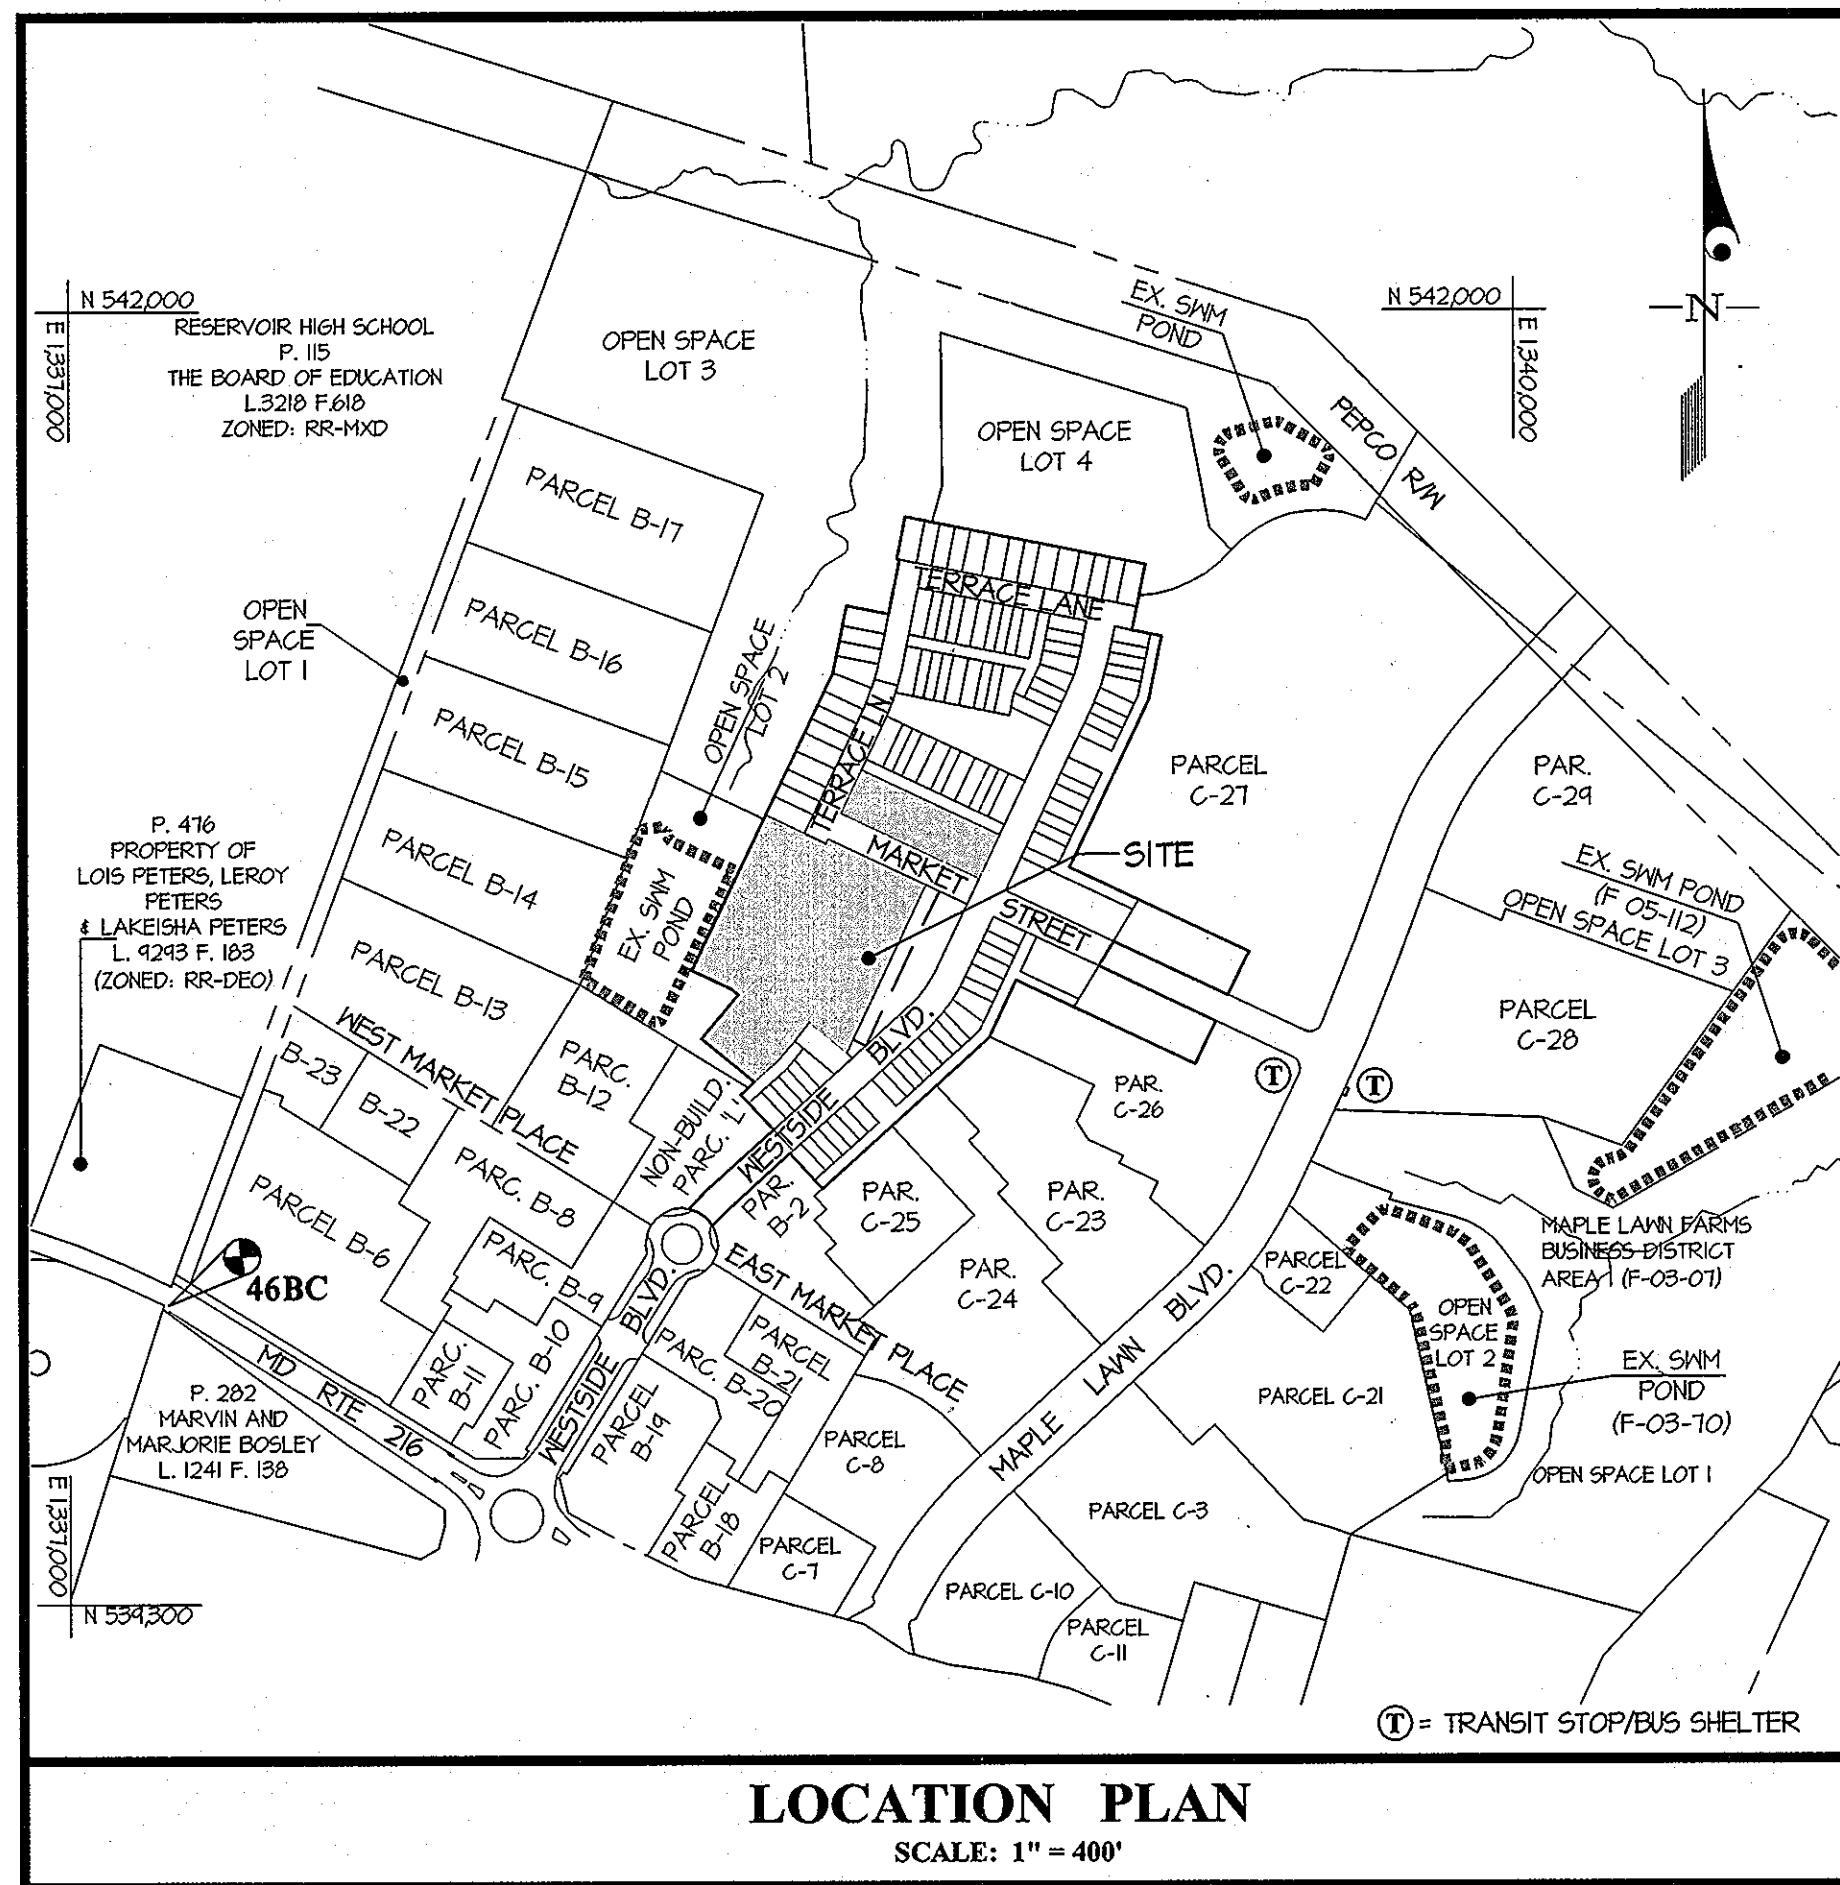 N 542,000
E 1,337,000
RESERVOIR HIGH SCHOOL
P. 115
THE BOARD OF EDUCATION
L.3218 F.618
ZONED: RR-MXD
OPEN SPACE
LOT 3
EX. SWM
POND
N 542,000
E 1,340,000
N
PEPCO R/W
OPEN SPACE
LOT 4
PARCEL B-17
TERRACE LANE
OPEN
SPACE
LOT 1
PARCEL B-16
OPEN SPACE
LOT 2
PARCEL B-15
TERRACE LN.
PARCEL
C-27
PAR.
C-29
P. 476
PROPERTY OF
LOIS PETERS, LEROY
PETERS
& LAKEISHA PETERS
L. 9293 F. 183
(ZONED: RR-DEO)
PARCEL B-14
MARKET
STREET
SITE
EX. SWM
POND
EX. SWM POND
(F 05-112)
OPEN SPACE LOT 3
PARCEL B-13
PARCEL
C-28
WEST MARKET PLACE
B-23
B-22
PARC.
B-12
NON-BUILD.
PARC. 'L'
WESTSIDE BLVD.
PAR.
C-26
T
T
PARC. B-8
PAR.
B-2
PAR.
C-25
PAR.
C-23
PARCEL B-6
PARC. B-9
EAST MARKET PLACE
PAR.
C-24
PARCEL
C-22
MAPLE LAWN FARMS
BUSINESS DISTRICT
AREA 1 (F-03-07)
46BC
WESTSIDE BLVD.
PARC.
B-11
PARC. B-10
PARC. B-20
PARCEL
B-21
MAPLE LAWN BLVD.
OPEN
SPACE
LOT 2
EX. SWM
POND
(F-03-70)
MD RTE 216
P. 282
MARVIN AND
MARJORIE BOSLEY
L. 1241 F. 138
PARCEL
B-19
PARCEL
C-8
PARCEL C-21
OPEN SPACE LOT 1
PARCEL
B-18
PARCEL
C-7
PARCEL C-3
PARCEL C-10
PARCEL
C-11
E 1,337,000
N 539,300
T = TRANSIT STOP/BUS SHELTER
LOCATION PLAN
SCALE: 1" = 400'